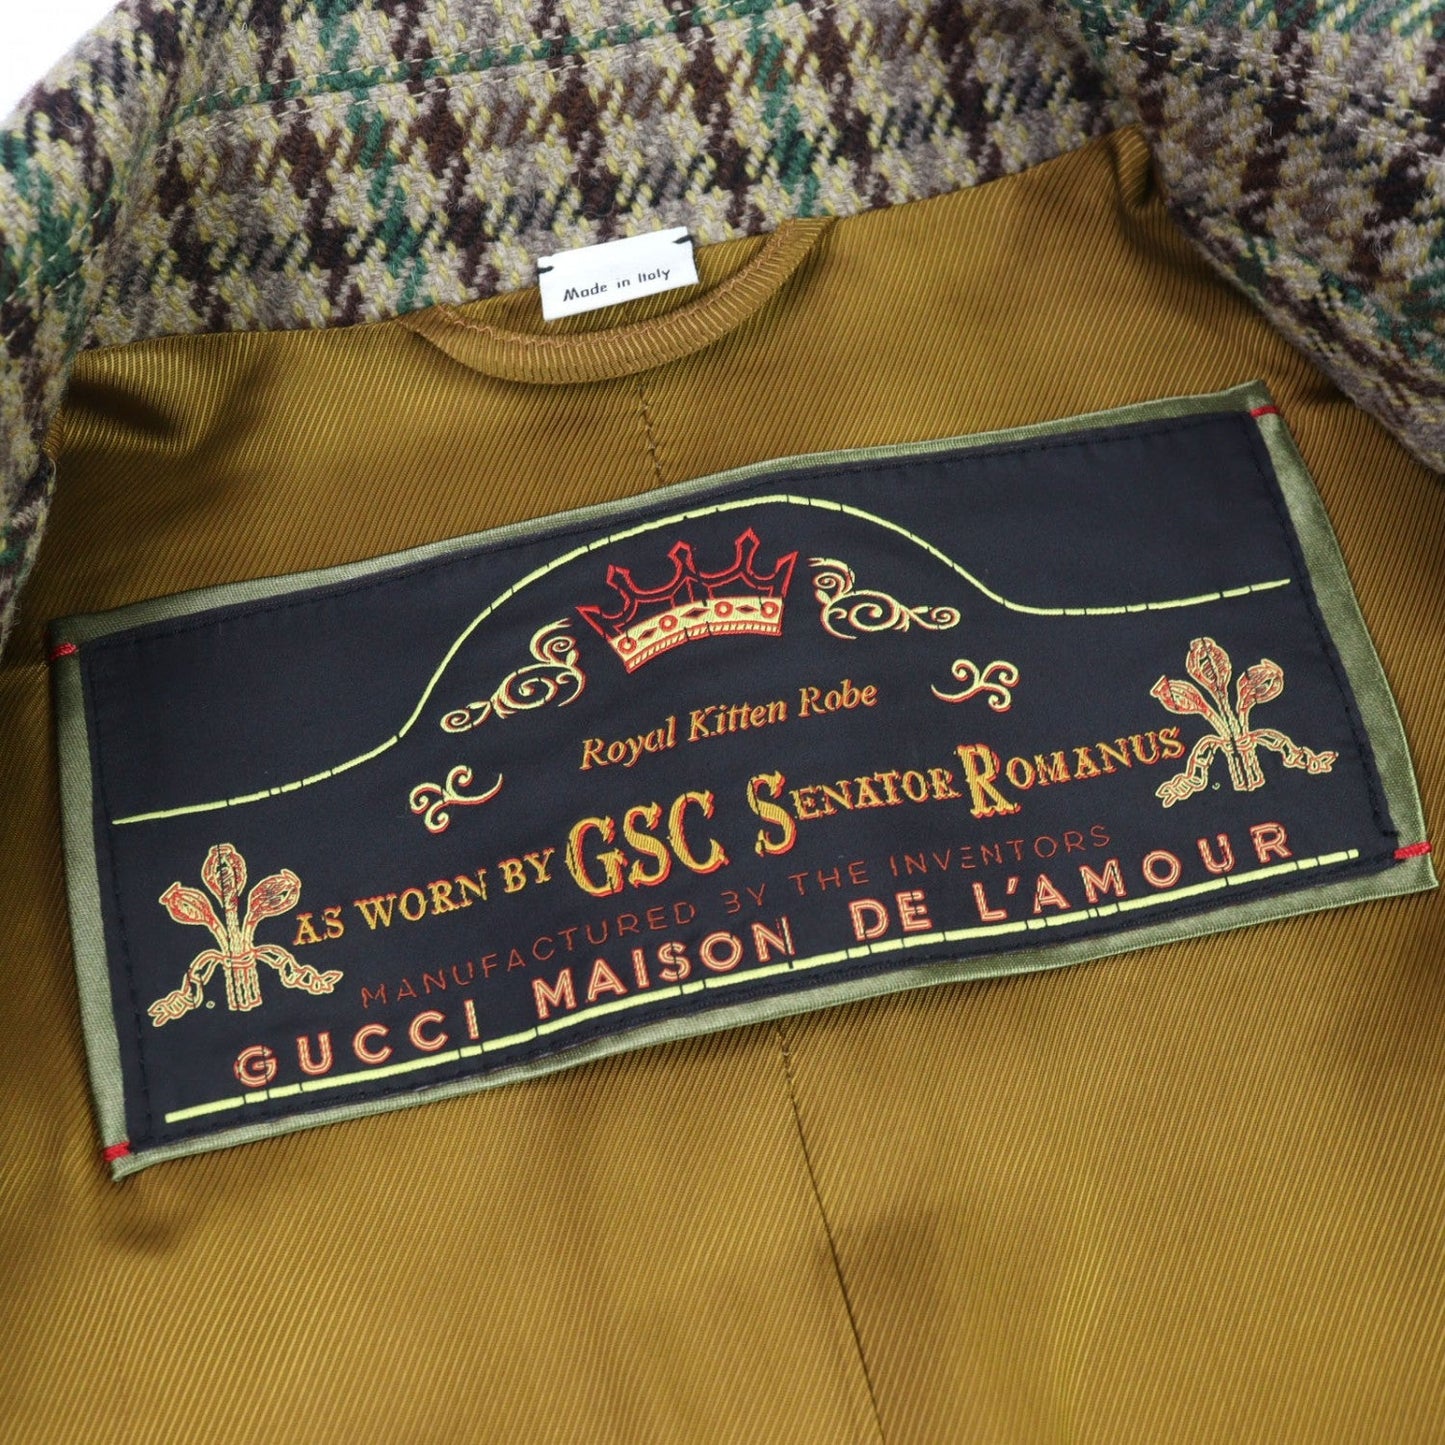 Made in Italy
Royal Kitten Robe
AS WORN BY GSC SENATOR ROMANUS
MANUFACTURED BY THE INVENTORS
GUCCI MAISON DE L'AMOUR